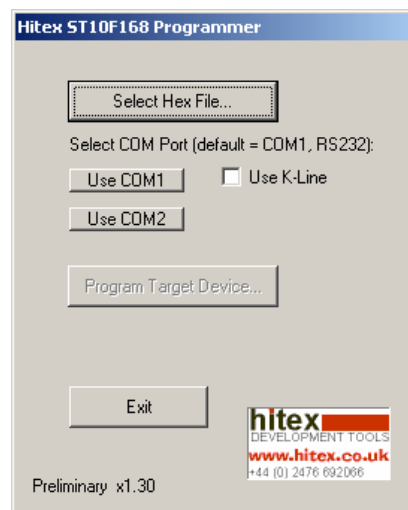 Hitex ST10F168 Programmer
Select Hex File...
Select COM Port (default = COM1, RS232):
Use COM1
Use K-Line
Use COM2
Program Target Device...
Exit
hitex
DEVELOPMENT TOOLS
www.hitex.co.uk
+44 (0) 2476 692066
Preliminary x1.30